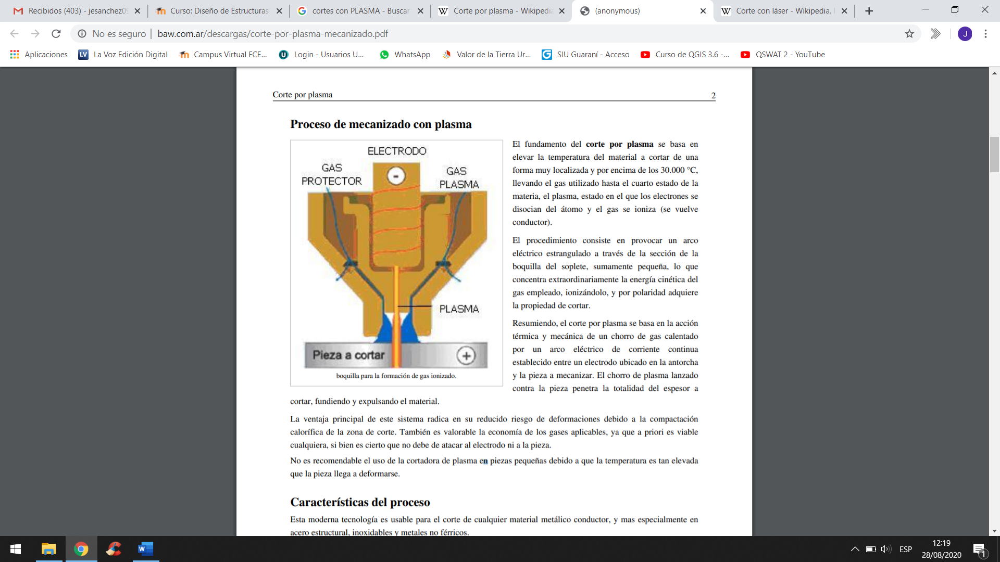 Recibidos (403) - jesanchez09
Curso: Diseño de Estructuras
cortes con PLASMA - Buscar
Corte por plasma - Wikipedia
(anonymous)
Corte con láser - Wikipedia, l
No es seguro
baw.com.ar/descargas/corte-por-plasma-mecanizado.pdf
J
Aplicaciones
LV
La Voz Edición Digital
Campus Virtual FCE...
Login - Usuarios U...
WhatsApp
Valor de la Tierra Ur...
SIU Guaraní - Acceso
Curso de QGIS 3.6 -...
QSWAT 2 - YouTube
Corte por plasma 2
Proceso de mecanizado con plasma
ELECTRODO
GAS
PROTECTOR
GAS
PLASMA
-
PLASMA
Pieza a cortar
+
boquilla para la formación de gas ionizado.
El fundamento del corte por plasma se basa en
elevar la temperatura del material a cortar de una
forma muy localizada y por encima de los 30.000 °C,
llevando el gas utilizado hasta el cuarto estado de la
materia, el plasma, estado en el que los electrones se
disocian del átomo y el gas se ioniza (se vuelve
conductor).
El procedimiento consiste en provocar un arco
eléctrico estrangulado a través de la sección de la
boquilla del soplete, sumamente pequeña, lo que
concentra extraordinariamente la energía cinética del
gas empleado, ionizándolo, y por polaridad adquiere
la propiedad de cortar.
Resumiendo, el corte por plasma se basa en la acción
térmica y mecánica de un chorro de gas calentado
por un arco eléctrico de corriente continua
establecido entre un electrodo ubicado en la antorcha
y la pieza a mecanizar. El chorro de plasma lanzado
contra la pieza penetra la totalidad del espesor a
cortar, fundiendo y expulsando el material.
La ventaja principal de este sistema radica en su reducido riesgo de deformaciones debido a la compactación
calorífica de la zona de corte. También es valorable la economía de los gases aplicables, ya que a priori es viable
cualquiera, si bien es cierto que no debe de atacar al electrodo ni a la pieza.
No es recomendable el uso de la cortadora de plasma en piezas pequeñas debido a que la temperatura es tan elevada
que la pieza llega a deformarse.
Características del proceso
Esta moderna tecnología es usable para el corte de cualquier material metálico conductor, y mas especialmente en
acero estructural, inoxidables y metales no férricos.
ESP
12:19
28/08/2020
1